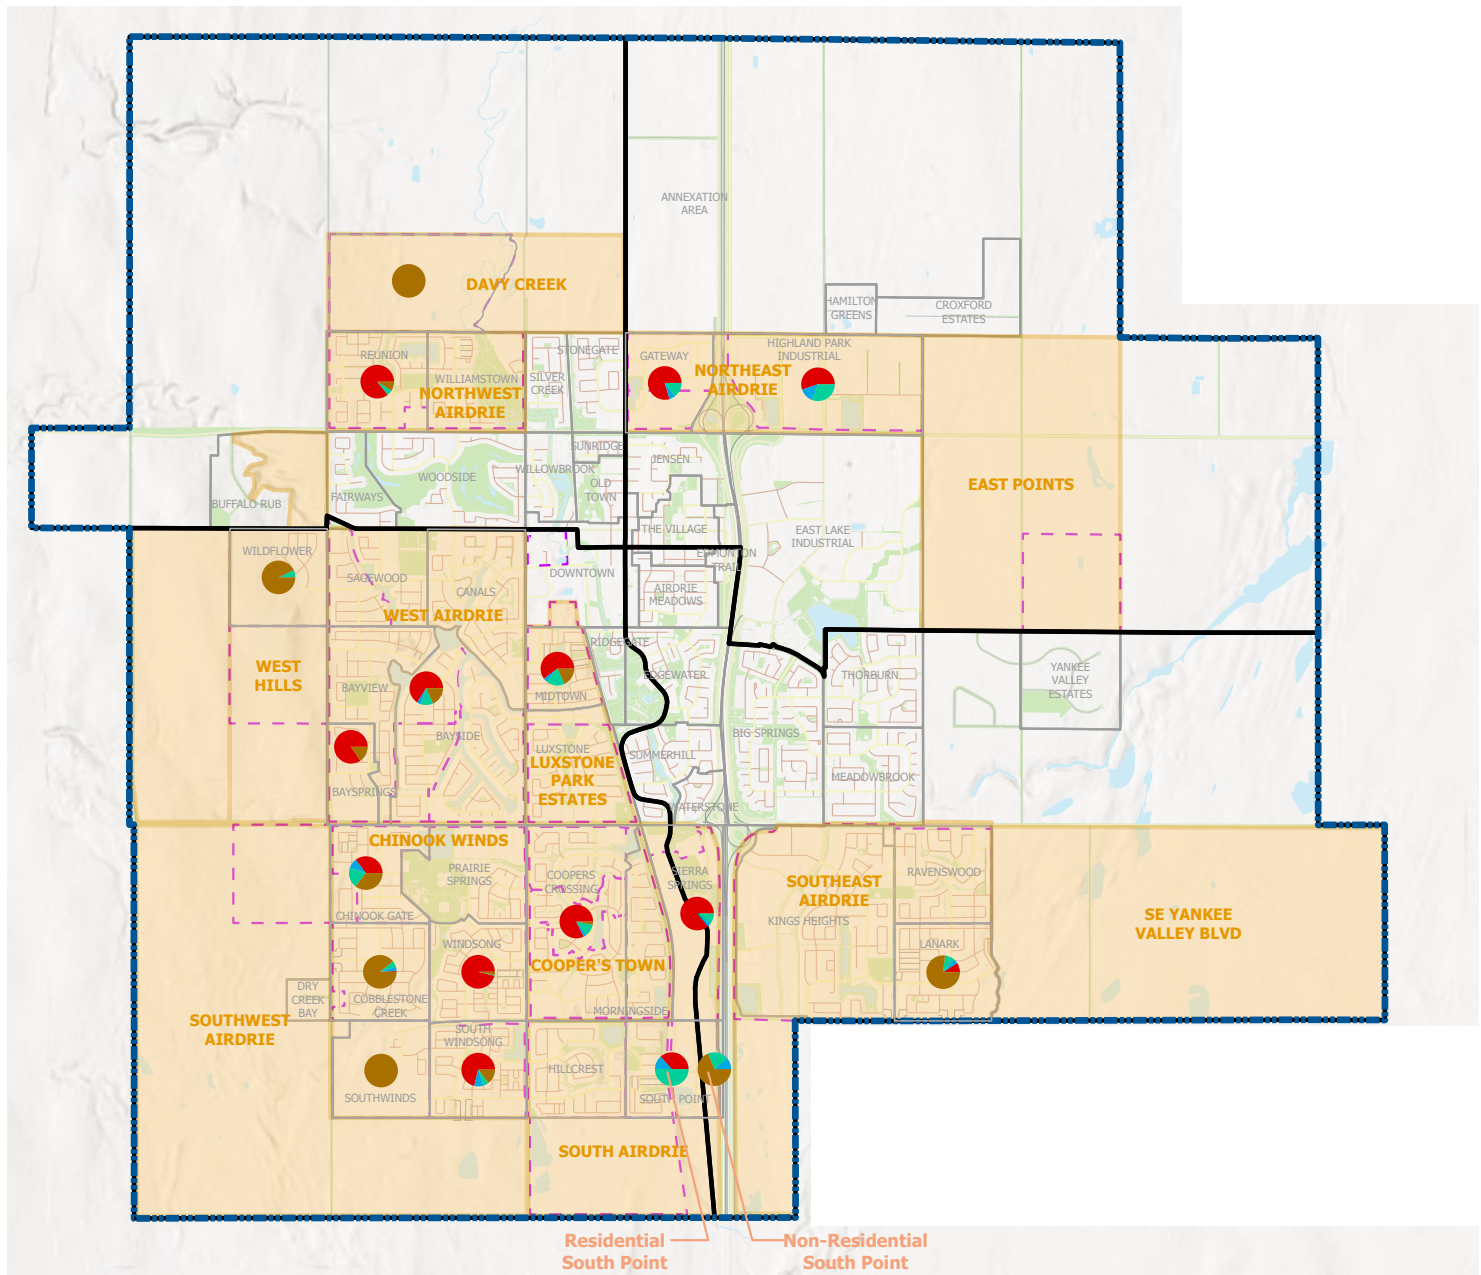 ANNEXATION
AREA
DAVY CREEK
HAMILTON
GREENS
CROXFORD
ESTATES
REUNION
WILLIAMSTOWN
NORTHWEST
AIRDRIE
STONEGATE
SILVER
CREEK
GATEWAY
HIGHLAND PARK
INDUSTRIAL
NORTHEAST
AIRDRIE
BUFFALO RUB
FAIRWAYS
WOODSIDE
WILLOWBROOK
SUNRIDGE
OLD
TOWN
JENSEN
THE VILLAGE
EAST LAKE
INDUSTRIAL
EAST POINTS
WILDFLOWER
SAGEWOOD
CANALS
WEST AIRDRIE
DOWNTOWN
EDMONTON
TRAIL
AIRDRIE
MEADOWS
WEST
HILLS
BAYVIEW
BAYSIDE
BAYSPRINGS
RIDGEGATE
MIDTOWN
EDGEWATER
THORBURN
YANKEE
VALLEY
ESTATES
LUXSTONE
LUXSTONE
PARK
ESTATES
SUMMERHILL
BIG SPRINGS
MEADOWBROOK
WATERSTONE
CHINOOK WINDS
PRAIRIE
SPRINGS
CHINOOK GATE
COOPERS
CROSSING
SIERRA
SPRINGS
SOUTHEAST
AIRDRIE
KINGS HEIGHTS
RAVENSWOOD
LANARK
SE YANKEE
VALLEY BLVD
WINDSONG
COOPER'S TOWN
DRY
CREEK
BAY
COBBLESTONE
CREEK
MORNINGSIDE
SOUTHWEST
AIRDRIE
SOUTH
WINDSONG
HILLCREST
SOUTHWINDS
SOUTH POINT
SOUTH AIRDRIE
Residential
South Point
Non-Residential
South Point